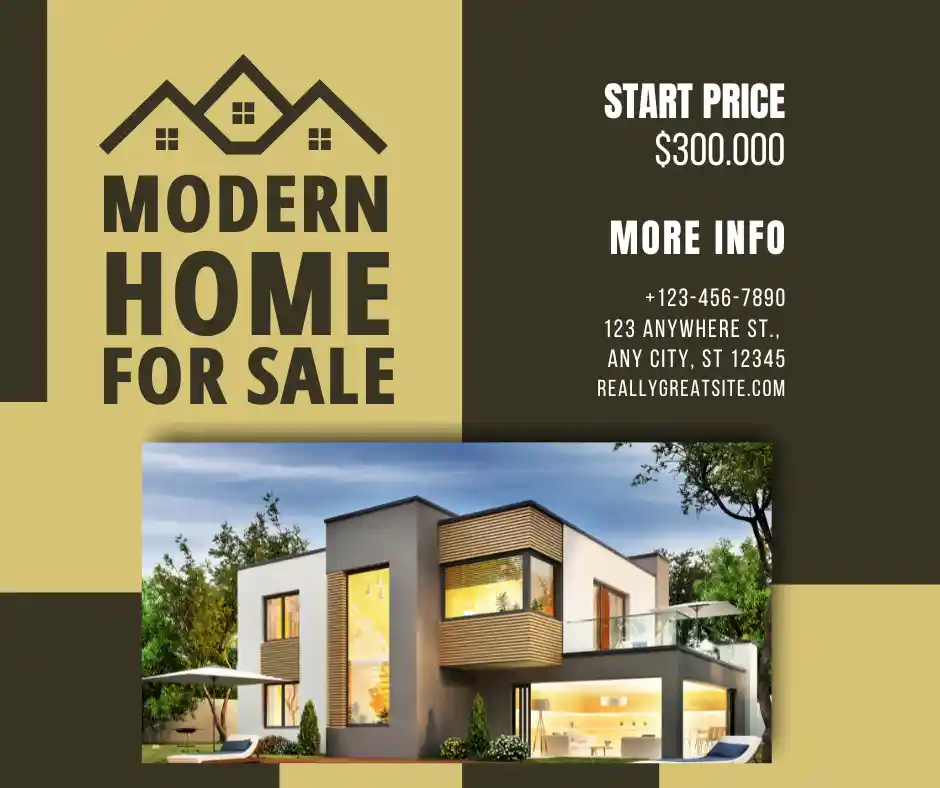 MODERN
HOME
FOR SALE
START PRICE
$300.000
MORE INFO
+123-456-7890
123 ANYWHERE ST.,
ANY CITY, ST 12345
REALLYGREATSITE.COM